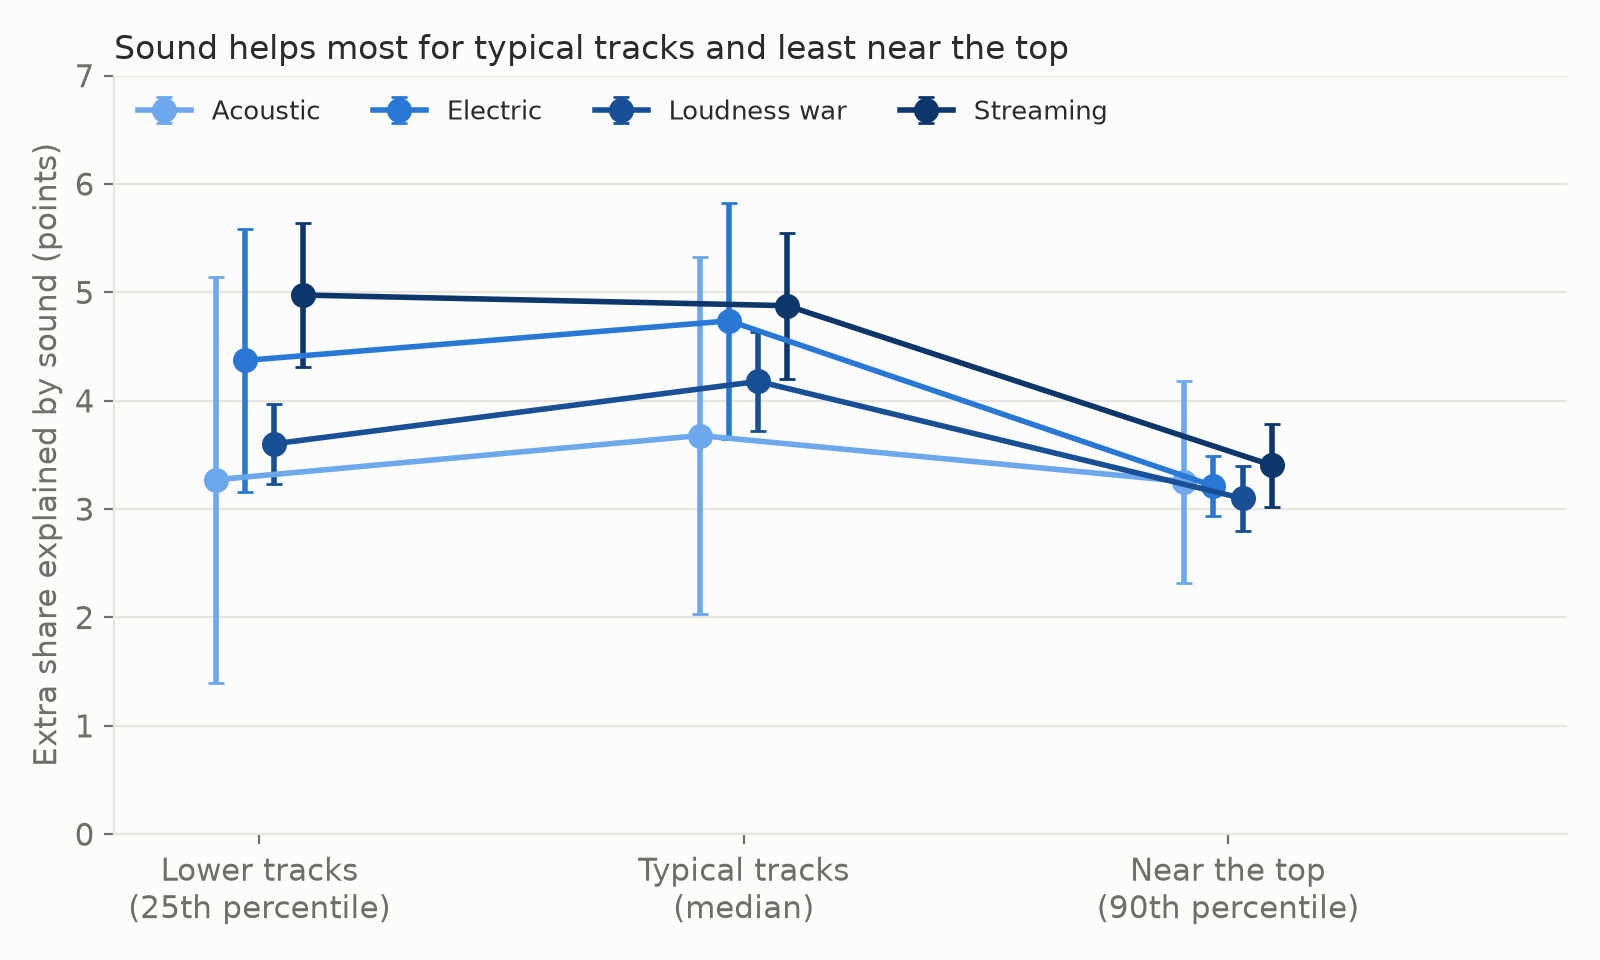 Sound helps most for typical tracks and least near the top
Acoustic
Electric
Loudness war
Streaming
Extra share explained by sound (points)
7
6
5
4
3
2
1
0
Lower tracks
(25th percentile)
Typical tracks
(median)
Near the top
(90th percentile)